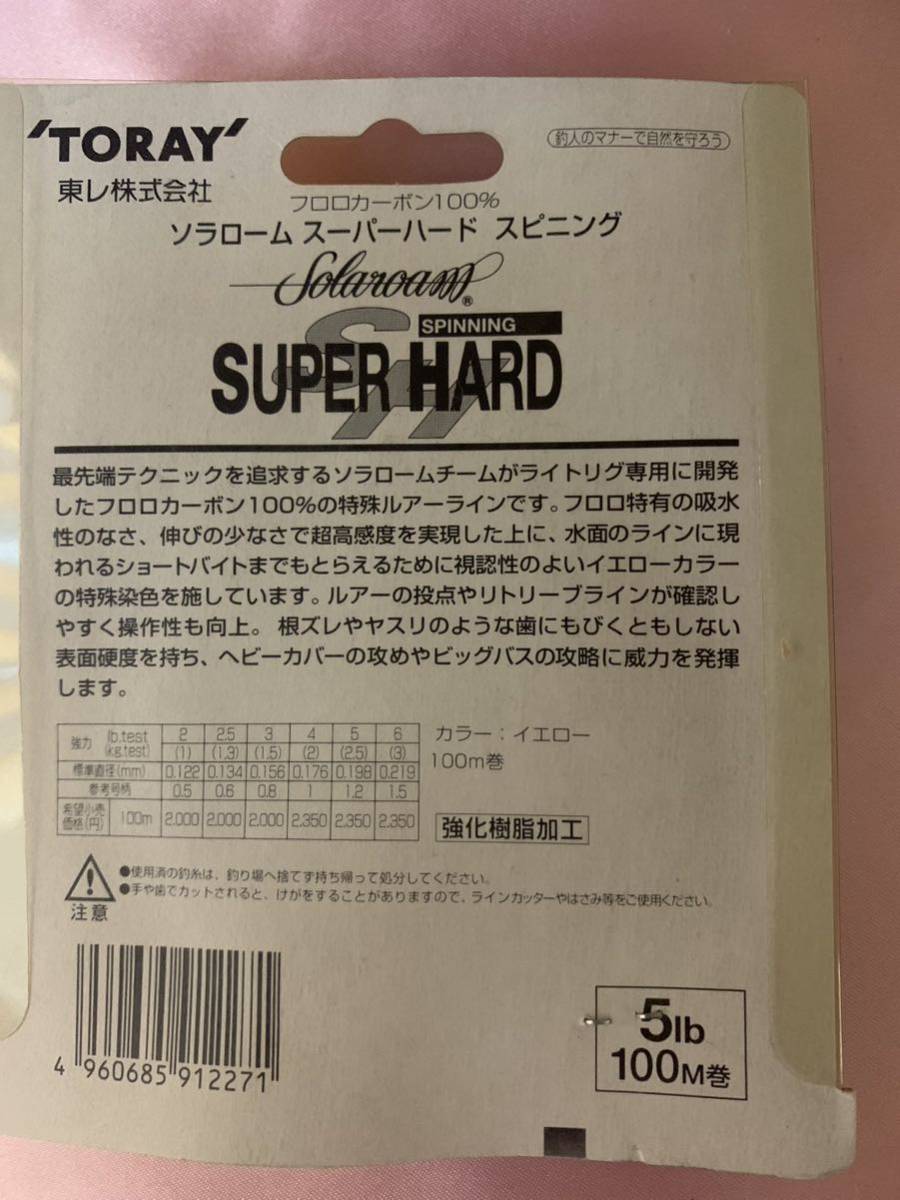 'TORAY'
釣人のマナーで自然を守ろう
東レ株式会社
フロロカーボン100%
ソラローム スーパーハード スピニング
Solaroam®
SH
SPINNING
SUPER HARD
最先端テクニックを追求するソラロームチームがライトリグ専用に開発
したフロロカーボン100%の特殊ルアーラインです。フロロ特有の吸水
性のなさ、伸びの少なさで超高感度を実現した上に、水面のラインに現
われるショートバイトまでもとらえるために視認性のよいイエローカラー
の特殊染色を施しています。ルアーの投点やリトリーブラインが確認し
やすく操作性も向上。根ズレやヤスリのような歯にもびくともしない
表面硬度を持ち、ヘビーカバーの攻めやビッグバスの攻略に威力を発揮
します。
強力 lb.test (kg.test) 2 (1) 2.5 (1.3) 3 (1.5) 4 (2) 5 (2.5) 6 (3)
標準直径(mm) 0.122 0.134 0.156 0.176 0.198 0.219
参考号柄 0.5 0.6 0.8 1 1.2 1.5
希望小売価格(円) 100m 2.000 2.000 2.000 2.350 2.350 2.350
カラー：イエロー
100m巻
強化樹脂加工
注意
●使用済の釣糸は、釣り場へ捨てず持ち帰って処分してください。
●手や歯でカットされると、けがをすることがありますので、ラインカッターやはさみ等をご使用ください。
4 960685 912271
5lb
100M巻